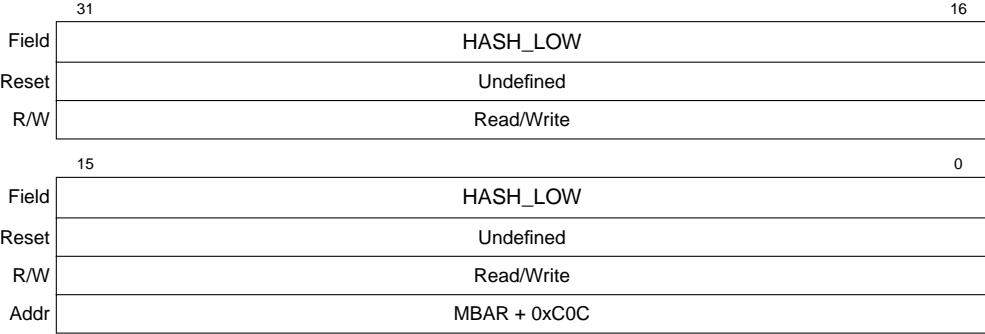 31 16
Field HASH_LOW
Reset Undefined
R/W Read/Write
15 0
Field HASH_LOW
Reset Undefined
R/W Read/Write
Addr MBAR + 0xC0C